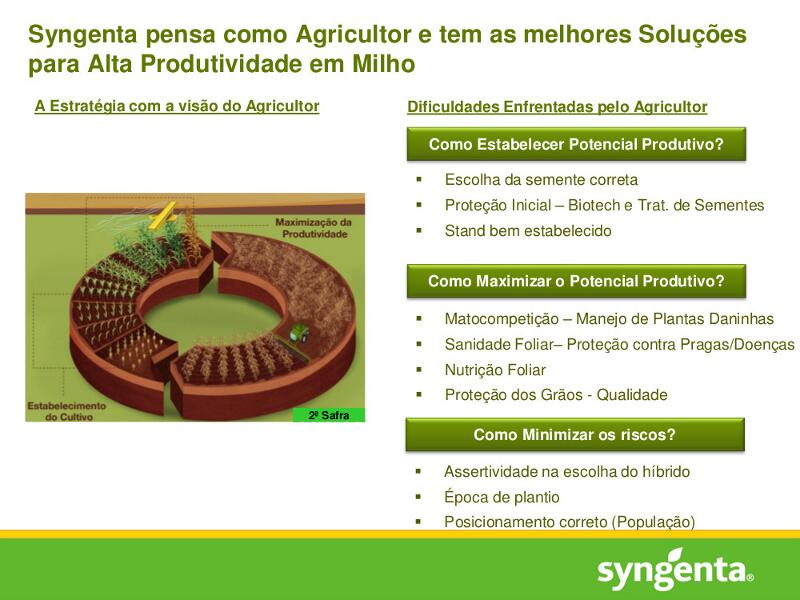 Syngenta pensa como Agricultor e tem as melhores Soluções
para Alta Produtividade em Milho
A Estratégia com a visão do Agricultor
Maximização da
Produtividade
Estabelecimento
do Cultivo
2ª Safra
Dificuldades Enfrentadas pelo Agricultor
Como Estabelecer Potencial Produtivo?
▪ Escolha da semente correta
▪ Proteção Inicial – Biotech e Trat. de Sementes
▪ Stand bem estabelecido
Como Maximizar o Potencial Produtivo?
▪ Matocompetição – Manejo de Plantas Daninhas
▪ Sanidade Foliar– Proteção contra Pragas/Doenças
▪ Nutrição Foliar
▪ Proteção dos Grãos - Qualidade
Como Minimizar os riscos?
▪ Assertividade na escolha do híbrido
▪ Época de plantio
▪ Posicionamento correto (População)
syngenta®